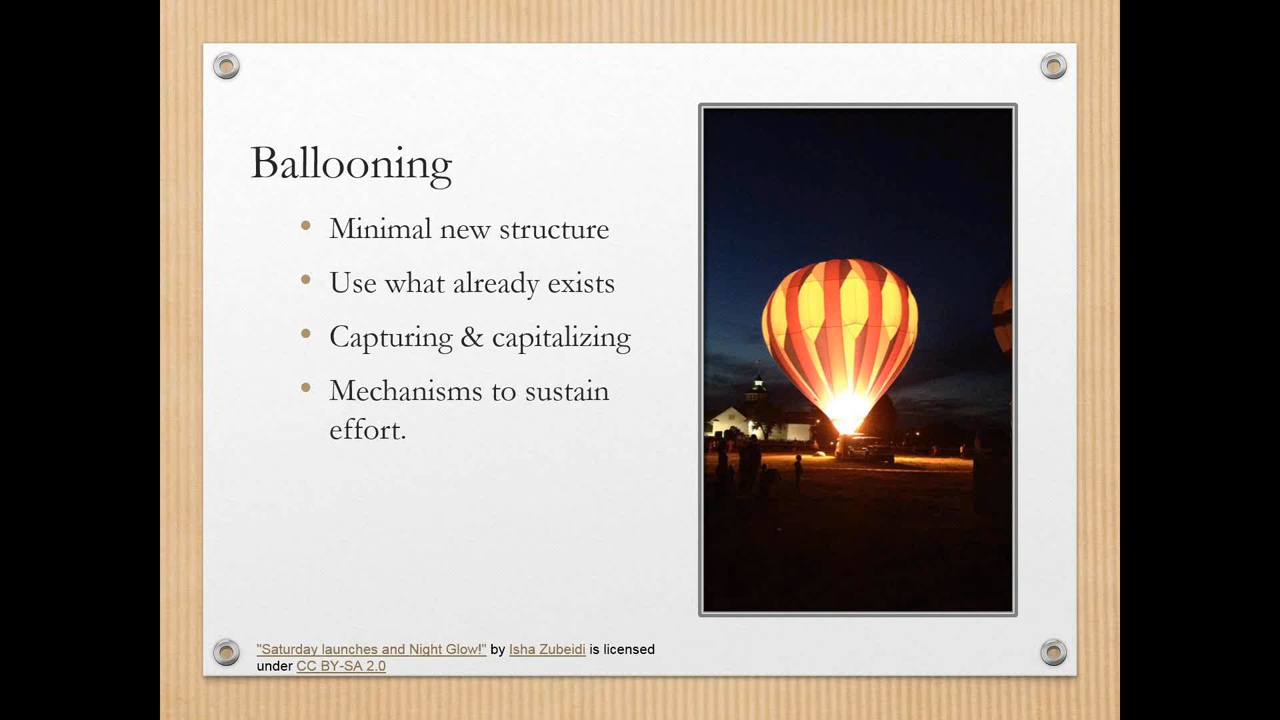 Ballooning
• Minimal new structure
• Use what already exists
• Capturing & capitalizing
• Mechanisms to sustain
effort.
"Saturday launches and Night Glow!" by Isha Zubeidi is licensed
under CC BY-SA 2.0